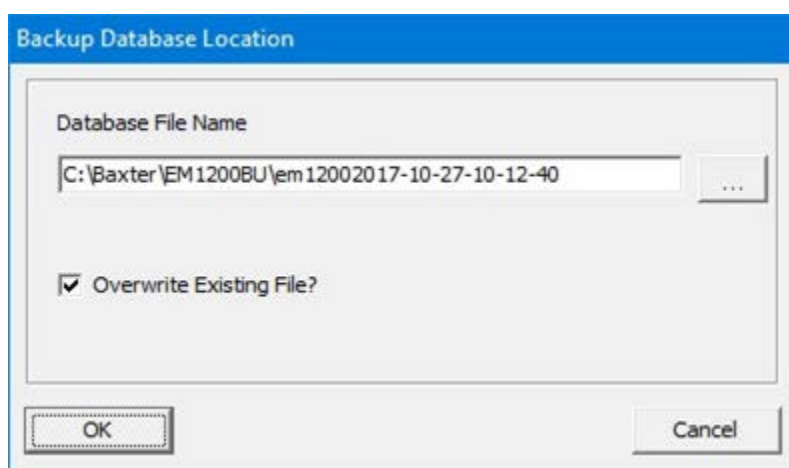 Backup Database Location
Database File Name
C:\Baxter\EM1200BU\em12002017-10-27-10-12-40
...
Overwrite Existing File?
OK
Cancel